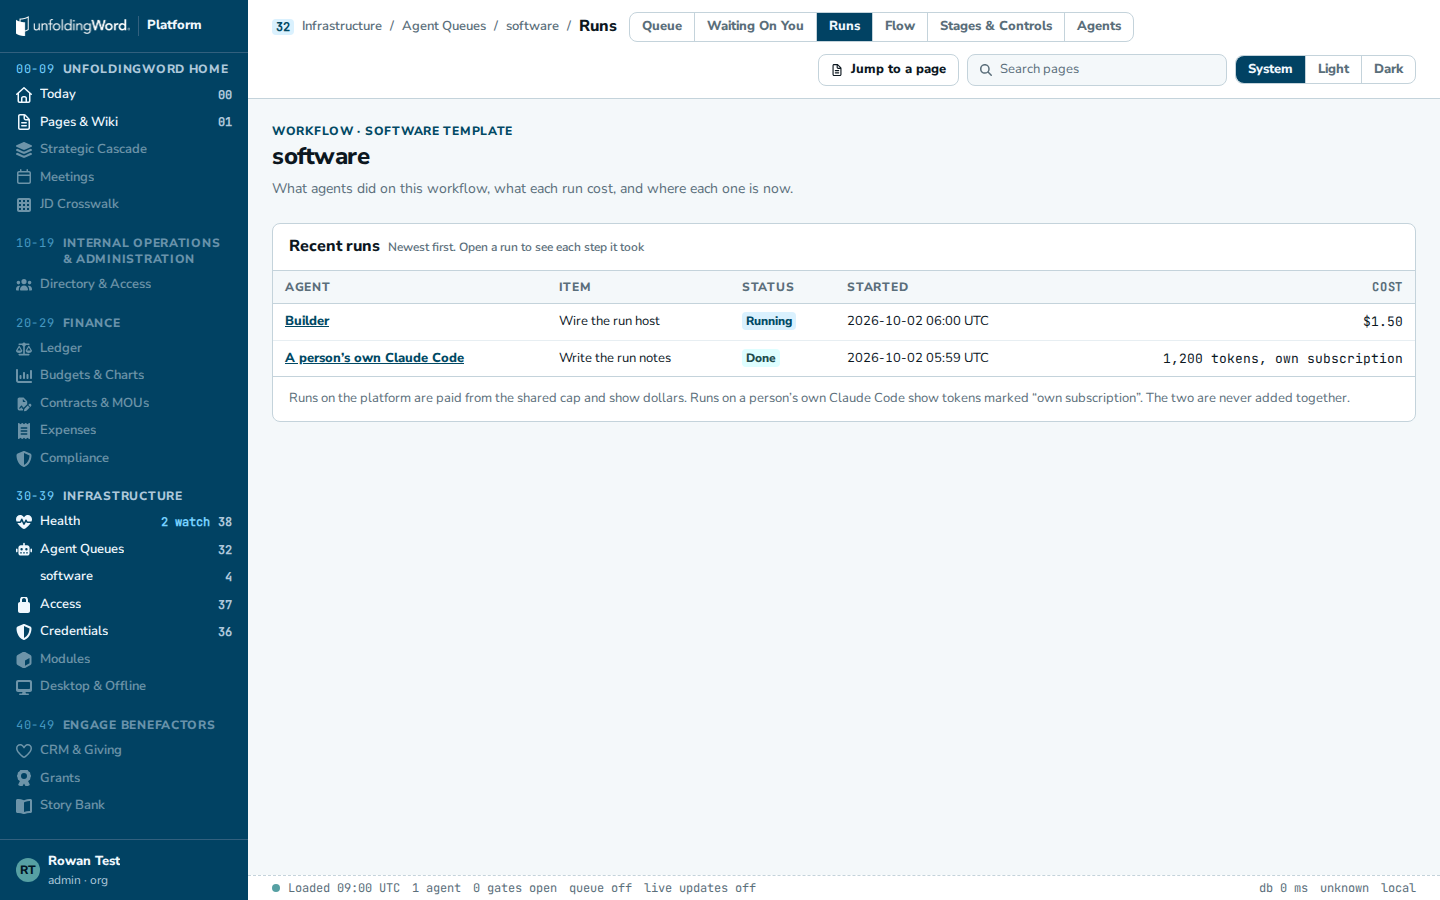 unfoldingWord Platform
00-09 UNFOLDINGWORD HOME
Today 00
Pages & Wiki 01
Strategic Cascade
Meetings
JD Crosswalk
10-19 INTERNAL OPERATIONS
& ADMINISTRATION
Directory & Access
20-29 FINANCE
Ledger
Budgets & Charts
Contracts & MOUs
Expenses
Compliance
30-39 INFRASTRUCTURE
Health 2 watch 38
Agent Queues 32
software 4
Access 37
Credentials 36
Modules
Desktop & Offline
40-49 ENGAGE BENEFACTORS
CRM & Giving
Grants
Story Bank
RT Rowan Test
admin · org
32 Infrastructure / Agent Queues / software / Runs Queue Waiting On You Runs Flow Stages & Controls Agents
Jump to a page Search pages System Light Dark
WORKFLOW · SOFTWARE TEMPLATE
software
What agents did on this workflow, what each run cost, and where each one is now.
Recent runs Newest first. Open a run to see each step it took
AGENT ITEM STATUS STARTED COST
Builder Wire the run host Running 2026-10-02 06:00 UTC $1.50
A person’s own Claude Code Write the run notes Done 2026-10-02 05:59 UTC 1,200 tokens, own subscription
Runs on the platform are paid from the shared cap and show dollars. Runs on a person’s own Claude Code show tokens marked “own subscription”. The two are never added together.
Loaded 09:00 UTC 1 agent 0 gates open queue off live updates off db 0 ms unknown local